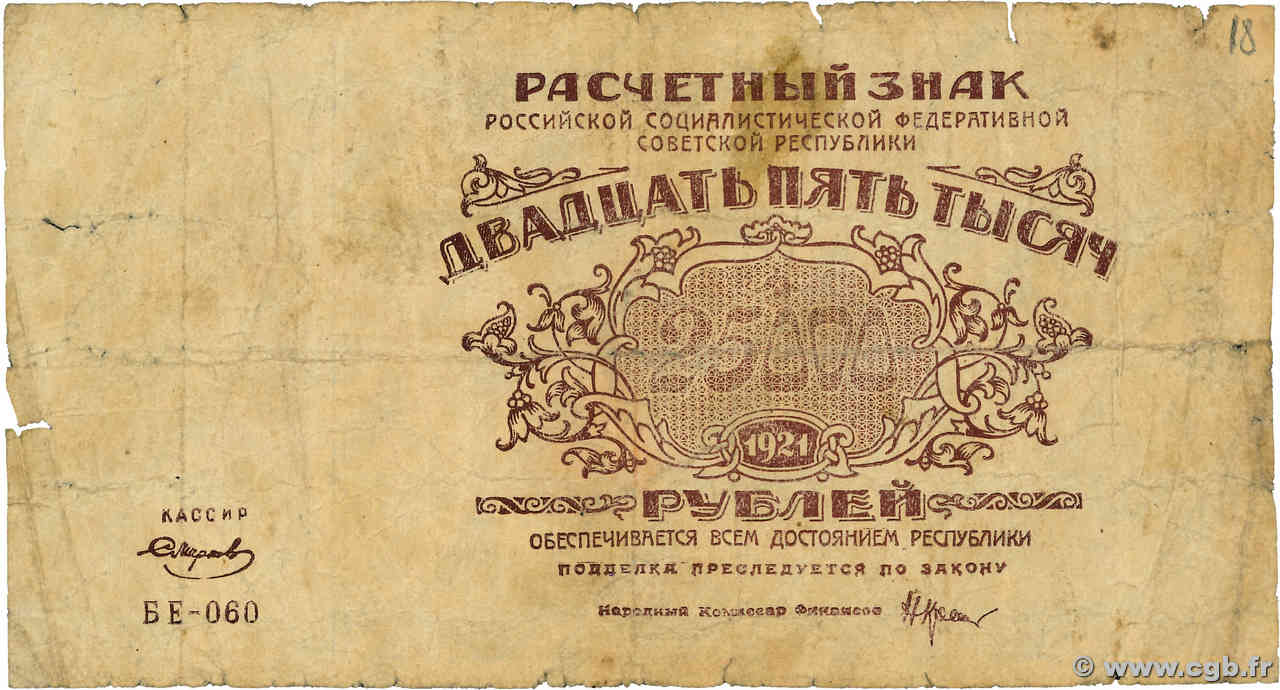 18
РАСЧЕТНЫЙ ЗНАК
РОССИЙСКОЙ СОЦИАЛИСТИЧЕСКОЙ ФЕДЕРАТИВНОЙ
СОВЕТСКОЙ РЕСПУБЛИКИ
ДВАДЦАТЬ ПЯТЬ ТЫСЯЧ
25000
1921
РУБЛЕЙ
ОБЕСПЕЧИВАЕТСЯ ВСЕМ ДОСТОЯНИЕМ РЕСПУБЛИКИ
ПОДДЕЛКА ПРЕСЛЕДУЕТСЯ ПО ЗАКОНУ
Народный Комиссар Финансов
КАССИР
БЕ-060
© www.cgb.fr